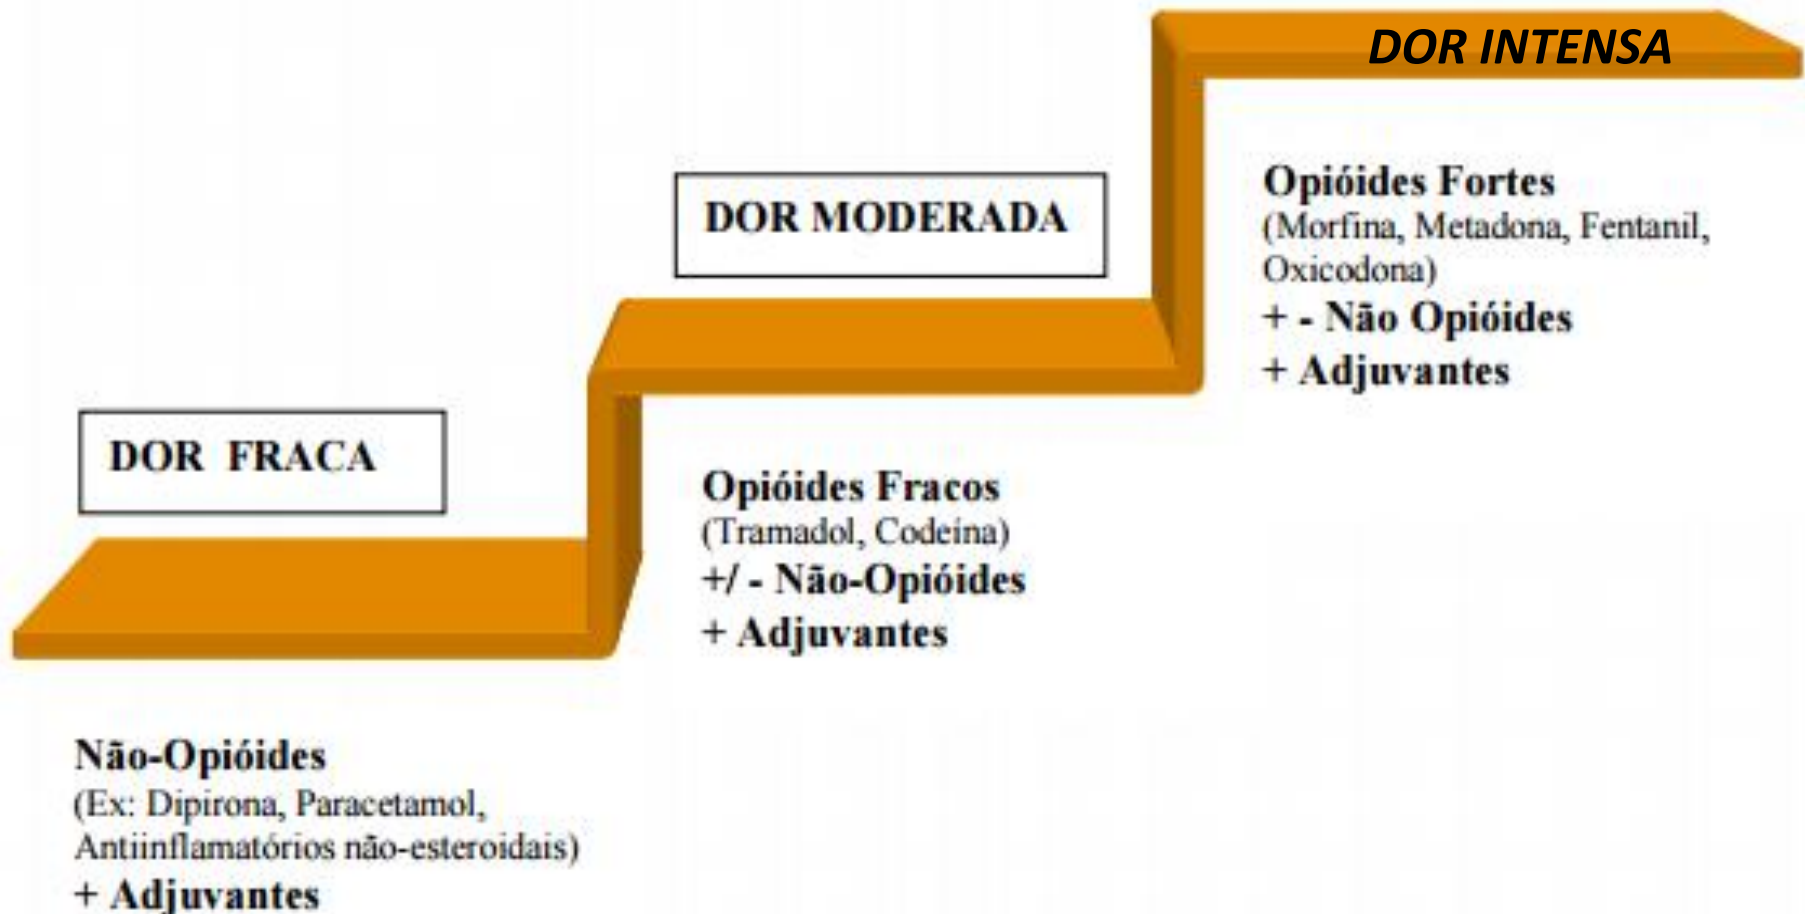 DOR FRACA
Não-Opióides
(Ex: Dipirona, Paracetamol,
Antiinflamatórios não-esteroidais)
+ Adjuvantes
DOR MODERADA
Opióides Fracos
(Tramadol, Codeína)
+/ - Não-Opióides
+ Adjuvantes
DOR INTENSA
Opióides Fortes
(Morfina, Metadona, Fentanil,
Oxicodona)
+ - Não Opióides
+ Adjuvantes